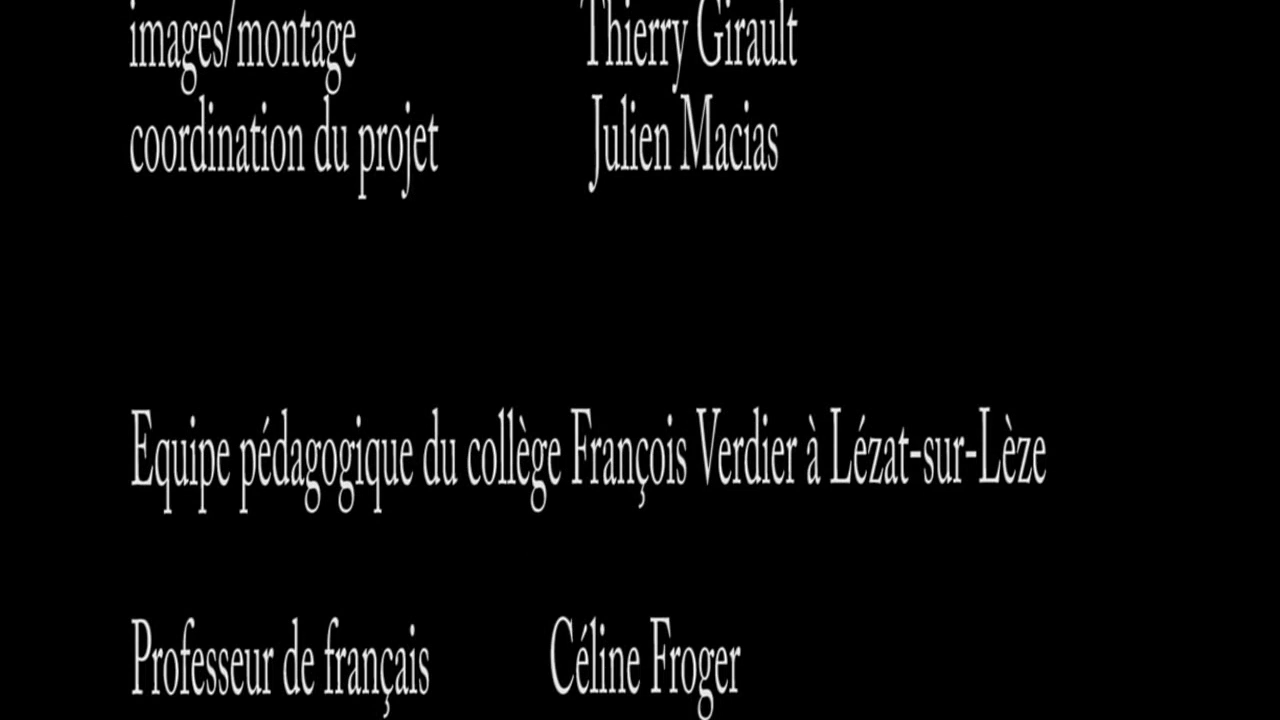 images/montage Thierry Girault
coordination du projet Julien Macias
Equipe pédagogique du collège François Verdier à Lézat-sur-Lèze
Professeur de français Céline Froger